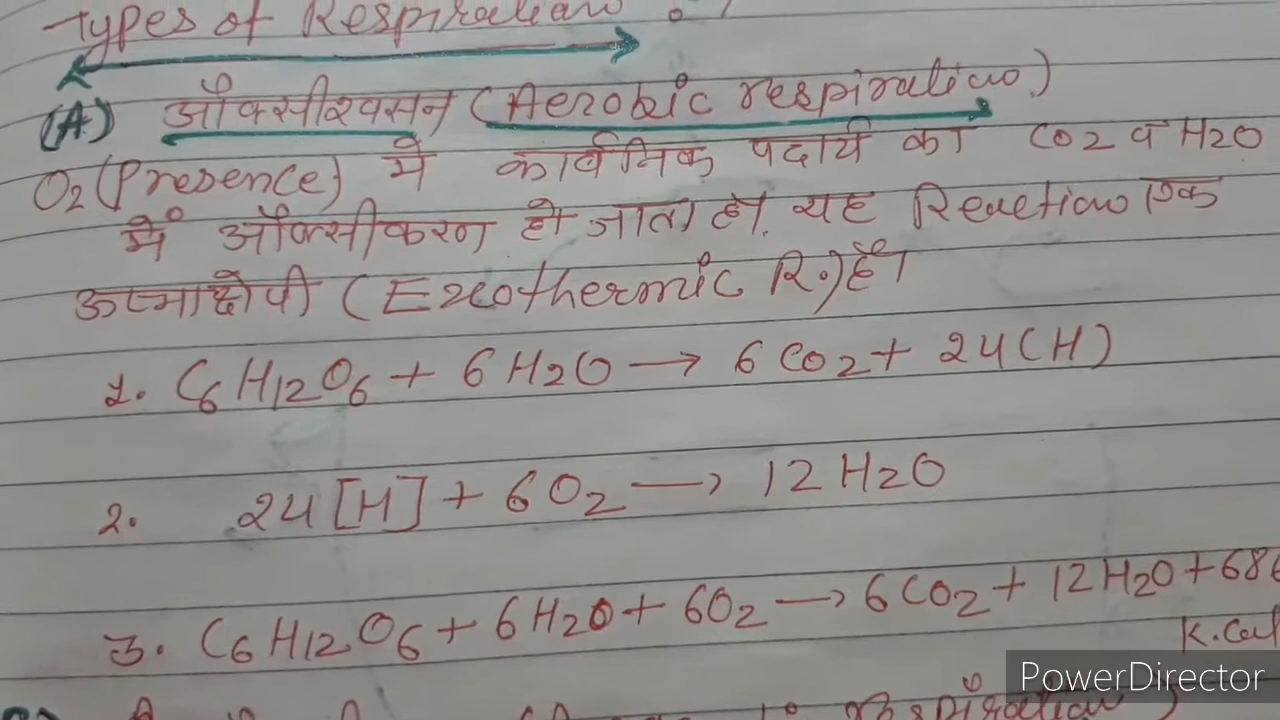 Types of Respiration :
(A) ऑक्सीश्वसन (Aerobic respiration)
O2 (Presence) मे कार्बनिक पदार्थ का CO2 व H2O
में ऑक्सीकरण हो जाता है। यह Reaction एक
ऊष्माक्षेपी (Exothermic R.) है।
1. C6H12O6 + 6H2O → 6CO2 + 24(H)
2. 24[H] + 6O2 → 12H2O
3. C6H12O6 + 6H2O + 6O2 → 6CO2 + 12H2O + 686
K.Cal
PowerDirector
respiration)